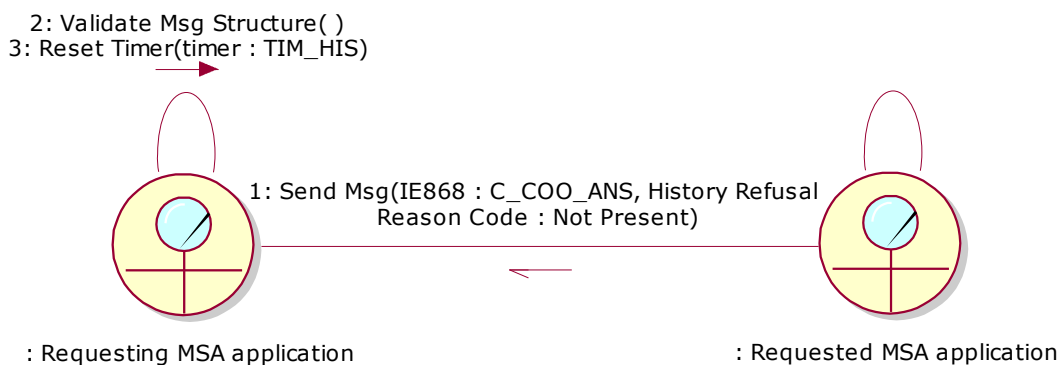 2: Validate Msg Structure( )
3: Reset Timer(timer : TIM_HIS)
1: Send Msg(IE868 : C_COO_ANS, History Refusal
Reason Code : Not Present)
: Requesting MSA application
: Requested MSA application